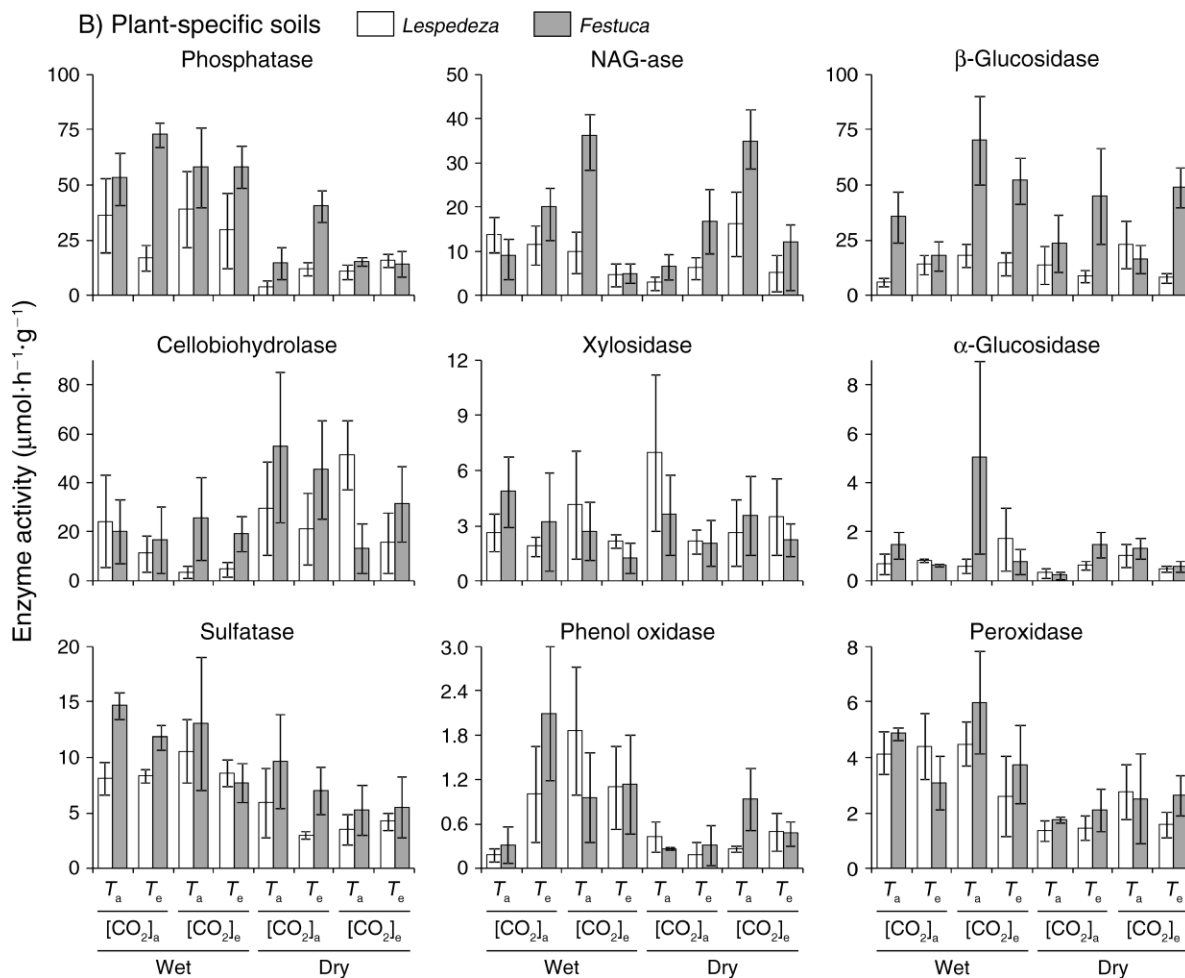 B) Plant-specific soils Lespedeza Festuca
Phosphatase NAG-ase β-Glucosidase
100 50 100
75 40 75
50 30 50
25 20 25
0 10 0
0
Cellobiohydrolase Xylosidase α-Glucosidase
80 12 8
60 9 6
40 6 4
20 3 2
0 0 0
Enzyme activity (μmol·h⁻¹·g⁻¹)
Sulfatase Phenol oxidase Peroxidase
20 3.0 8
15 2.4 6
10 1.8 4
5 1.2 2
0 0.6 0
0
Tₐ Tₑ Tₐ Tₑ Tₐ Tₑ Tₐ Tₑ Tₐ Tₑ Tₐ Tₑ Tₐ Tₑ Tₐ Tₑ Tₐ Tₑ Tₐ Tₑ Tₐ Tₑ Tₐ Tₑ
[CO₂]ₐ [CO₂]ₑ [CO₂]ₐ [CO₂]ₑ [CO₂]ₐ [CO₂]ₑ [CO₂]ₐ [CO₂]ₑ [CO₂]ₐ [CO₂]ₑ [CO₂]ₐ [CO₂]ₑ
Wet Dry Wet Dry Wet Dry